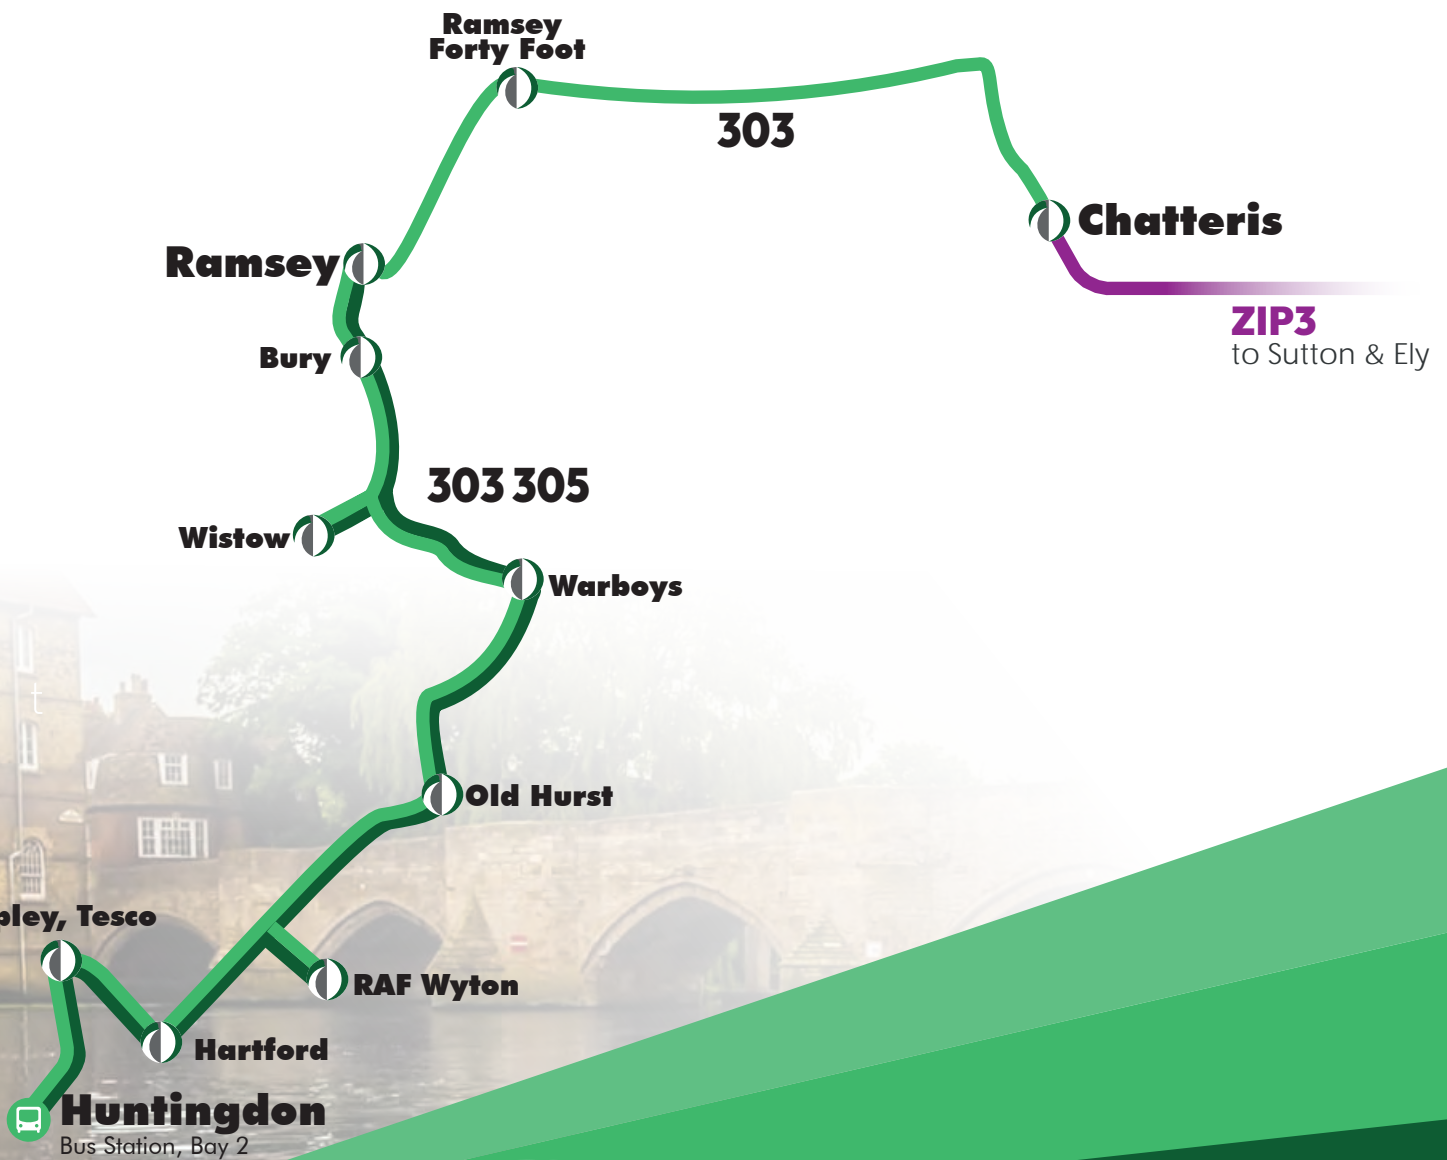 Ramsey
Forty Foot
303
Chatteris
Ramsey
ZIP3
to Sutton & Ely
Bury
303 305
Wistow
Warboys
t
Old Hurst
pley, Tesco
RAF Wyton
Hartford
Huntingdon
Bus Station, Bay 2